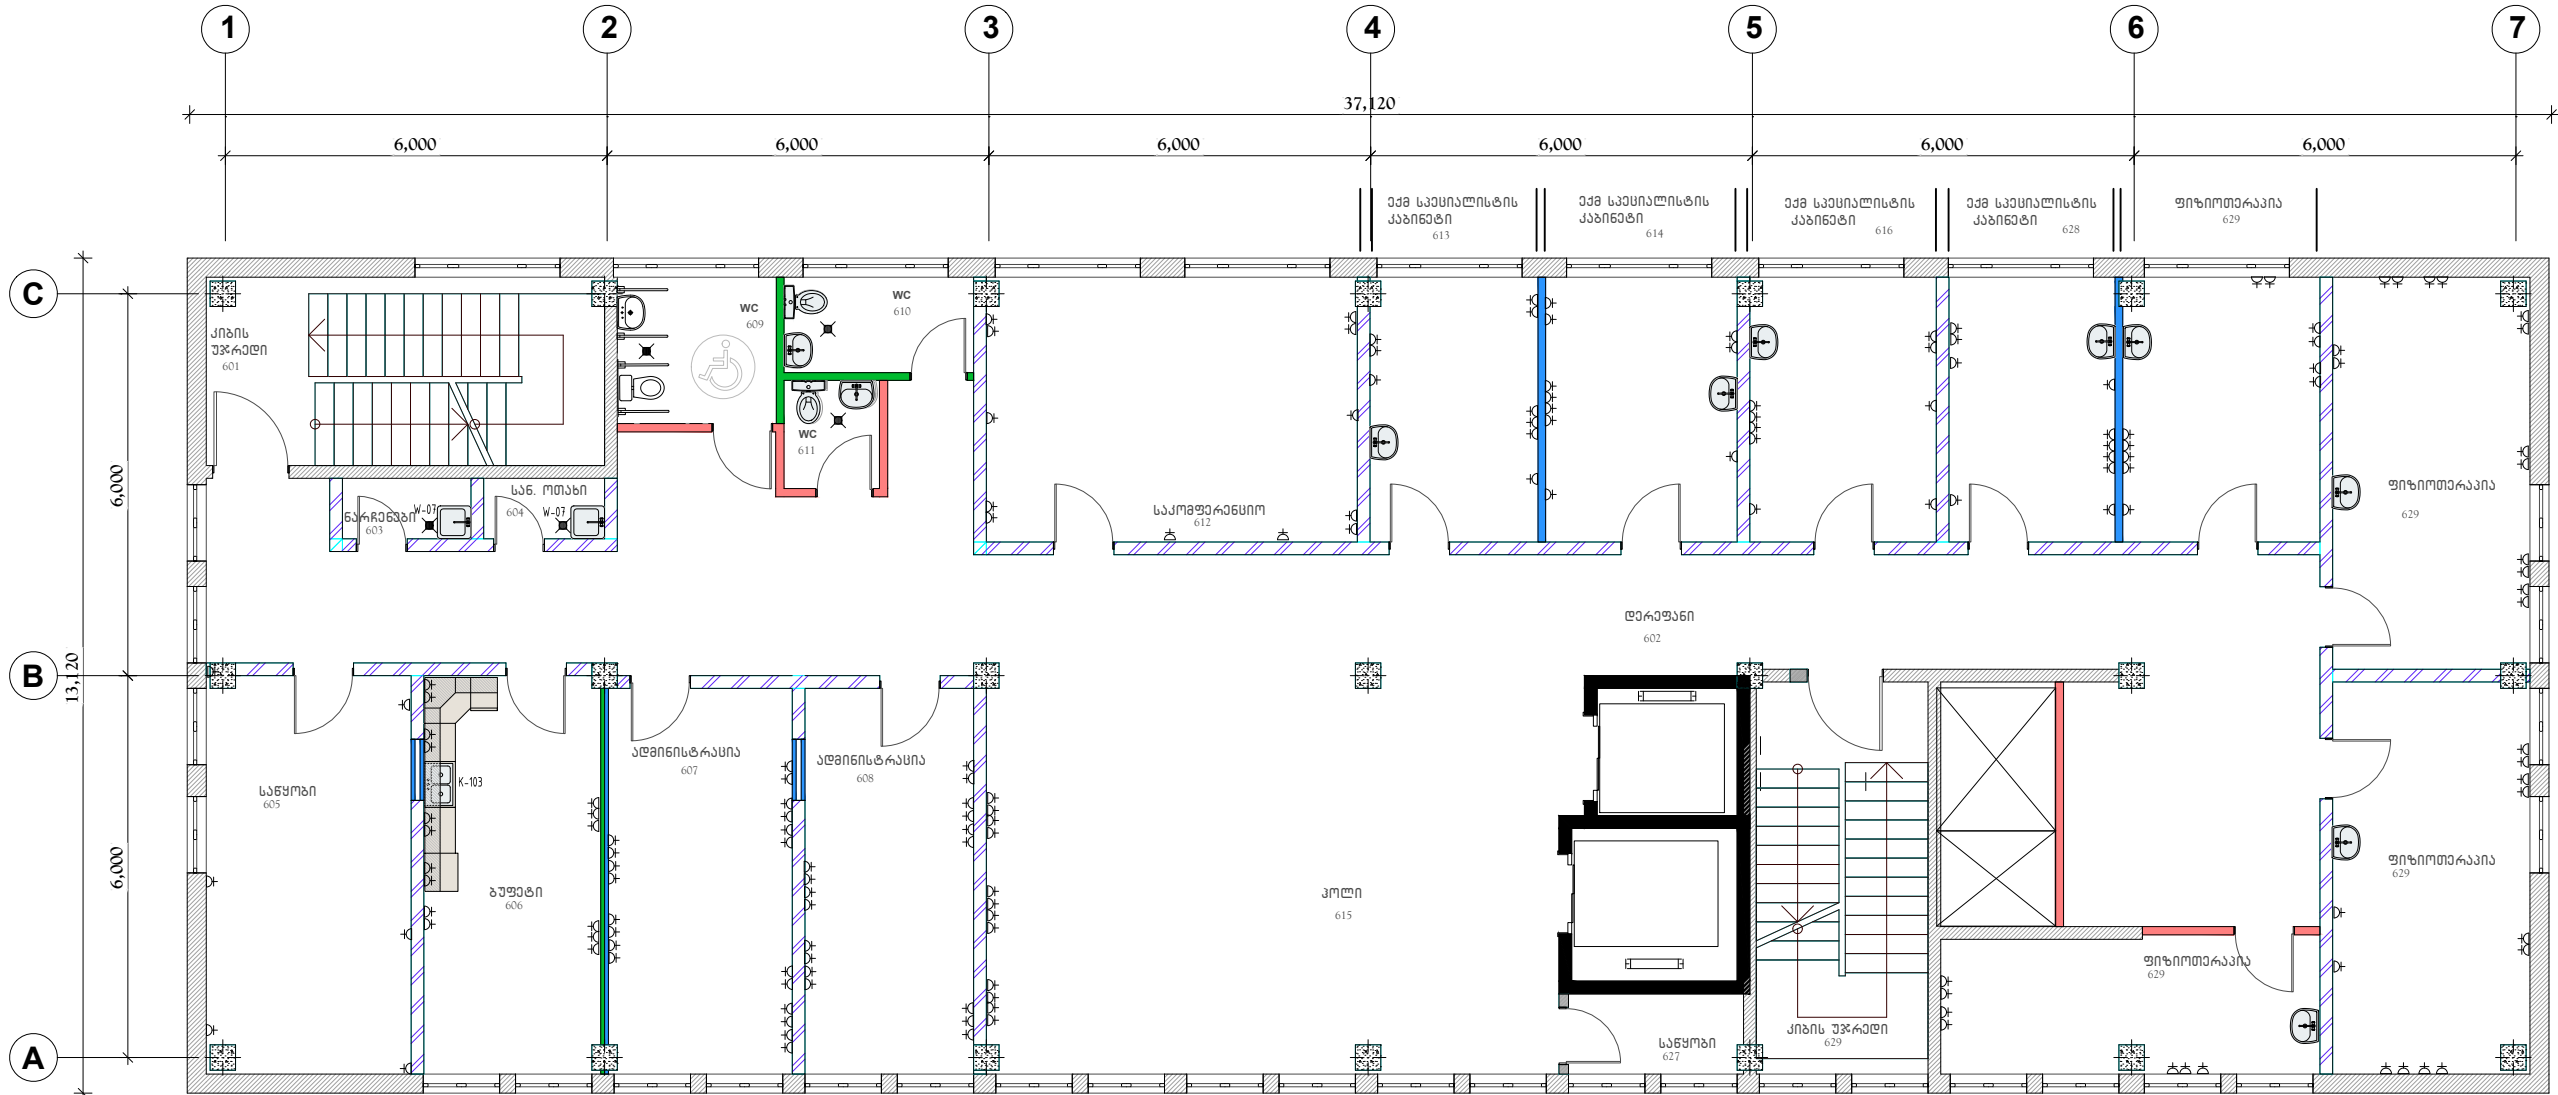 1 2 3 4 5 6 7
37,120
6,000 6,000 6,000 6,000 6,000 6,000
ექიმ სპეციალისტის
კაბინეტი
613
ექიმ სპეციალისტის
კაბინეტი
614
ექიმ სპეციალისტის
კაბინეტი
616
ექიმ სპეციალისტის
კაბინეტი
628
ფიზიოთერაპია
629
C
კიბის
უჯრედი
601
WC
609
WC
610
WC
611
6,000
სან. ოთახი
604
W-07
W-07
ნარჩენები
603
საკომფერენციო
612
ფიზიოთერაპია
629
დერეფანი
602
B
13,120
6,000
საწყობი
605
K-103
ბუფეტი
606
ადმინისტრაცია
607
ადმინისტრაცია
608
ჰოლი
615
ფიზიოთერაპია
629
ფიზიოთერაპია
629
კიბის უჯრედი
629
საწყობი
627
A